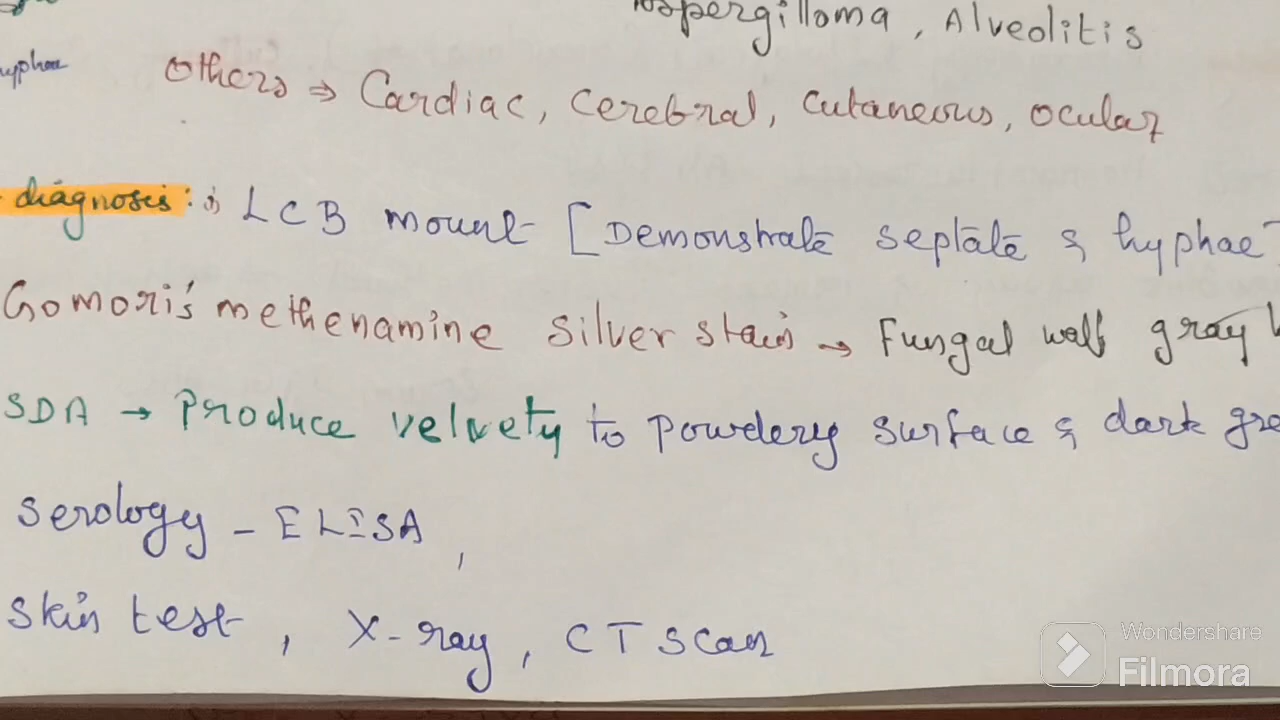 Aspergilloma, Alveolitis
hyphae
Others ⇒ Cardiac, Cerebral, Cutaneous, Ocular
diagnosis: i) LCB mount [Demonstrate septate & hyphae]
Gomori's methenamine silver stain → Fungal wall gray
SDA → Produce velvety to powdery surface & dark gre
Serology - ELISA,
Skin test, X-ray, CT Scan
Wondershare
Filmora